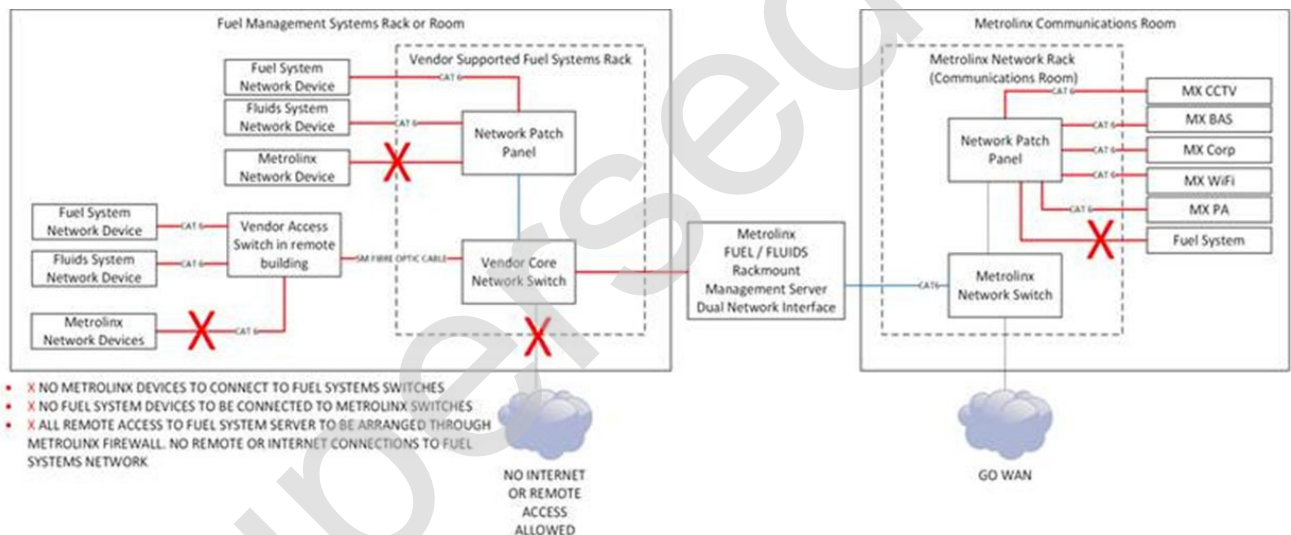 Fuel Management Systems Rack or Room
Vendor Supported Fuel Systems Rack
Fuel System
Network Device
CAT 6
Fluids System
Network Device
CAT 6
Metrolinx
Network Device
Network Patch
Panel
Fuel System
Network Device
CAT 6
Fluids System
Network Device
CAT 6
Metrolinx
Network Devices
CAT 6
Vendor Access
Switch in remote
building
SM FIBRE OPTIC CABLE
Vendor Core
Network Switch
X NO METROLINX DEVICES TO CONNECT TO FUEL SYSTEMS SWITCHES
X NO FUEL SYSTEM DEVICES TO BE CONNECTED TO METROLINX SWITCHES
X ALL REMOTE ACCESS TO FUEL SYSTEM SERVER TO BE ARRANGED THROUGH
METROLINX FIREWALL. NO REMOTE OR INTERNET CONNECTIONS TO FUEL
SYSTEMS NETWORK
NO INTERNET
OR REMOTE
ACCESS
ALLOWED
Metrolinx
FUEL / FLUIDS
Rackmount
Management Server
Dual Network Interface
CAT6
Metrolinx Communications Room
Metrolinx Network Rack
(Communications Room)
CAT 6
MX CCTV
CAT 6
MX BAS
CAT 6
MX Corp
CAT 6
MX WiFi
CAT 6
MX PA
Fuel System
Network Patch
Panel
Metrolinx
Network Switch
GO WAN